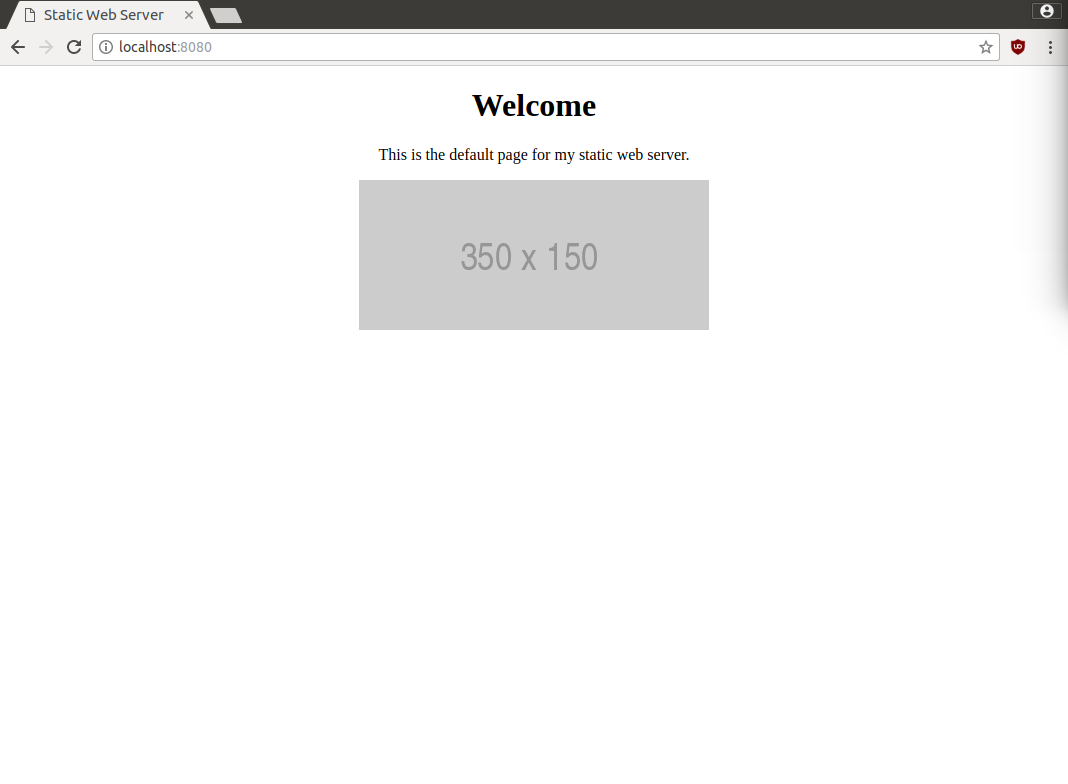 Static Web Server
localhost:8080
Welcome
This is the default page for my static web server.
350 x 150